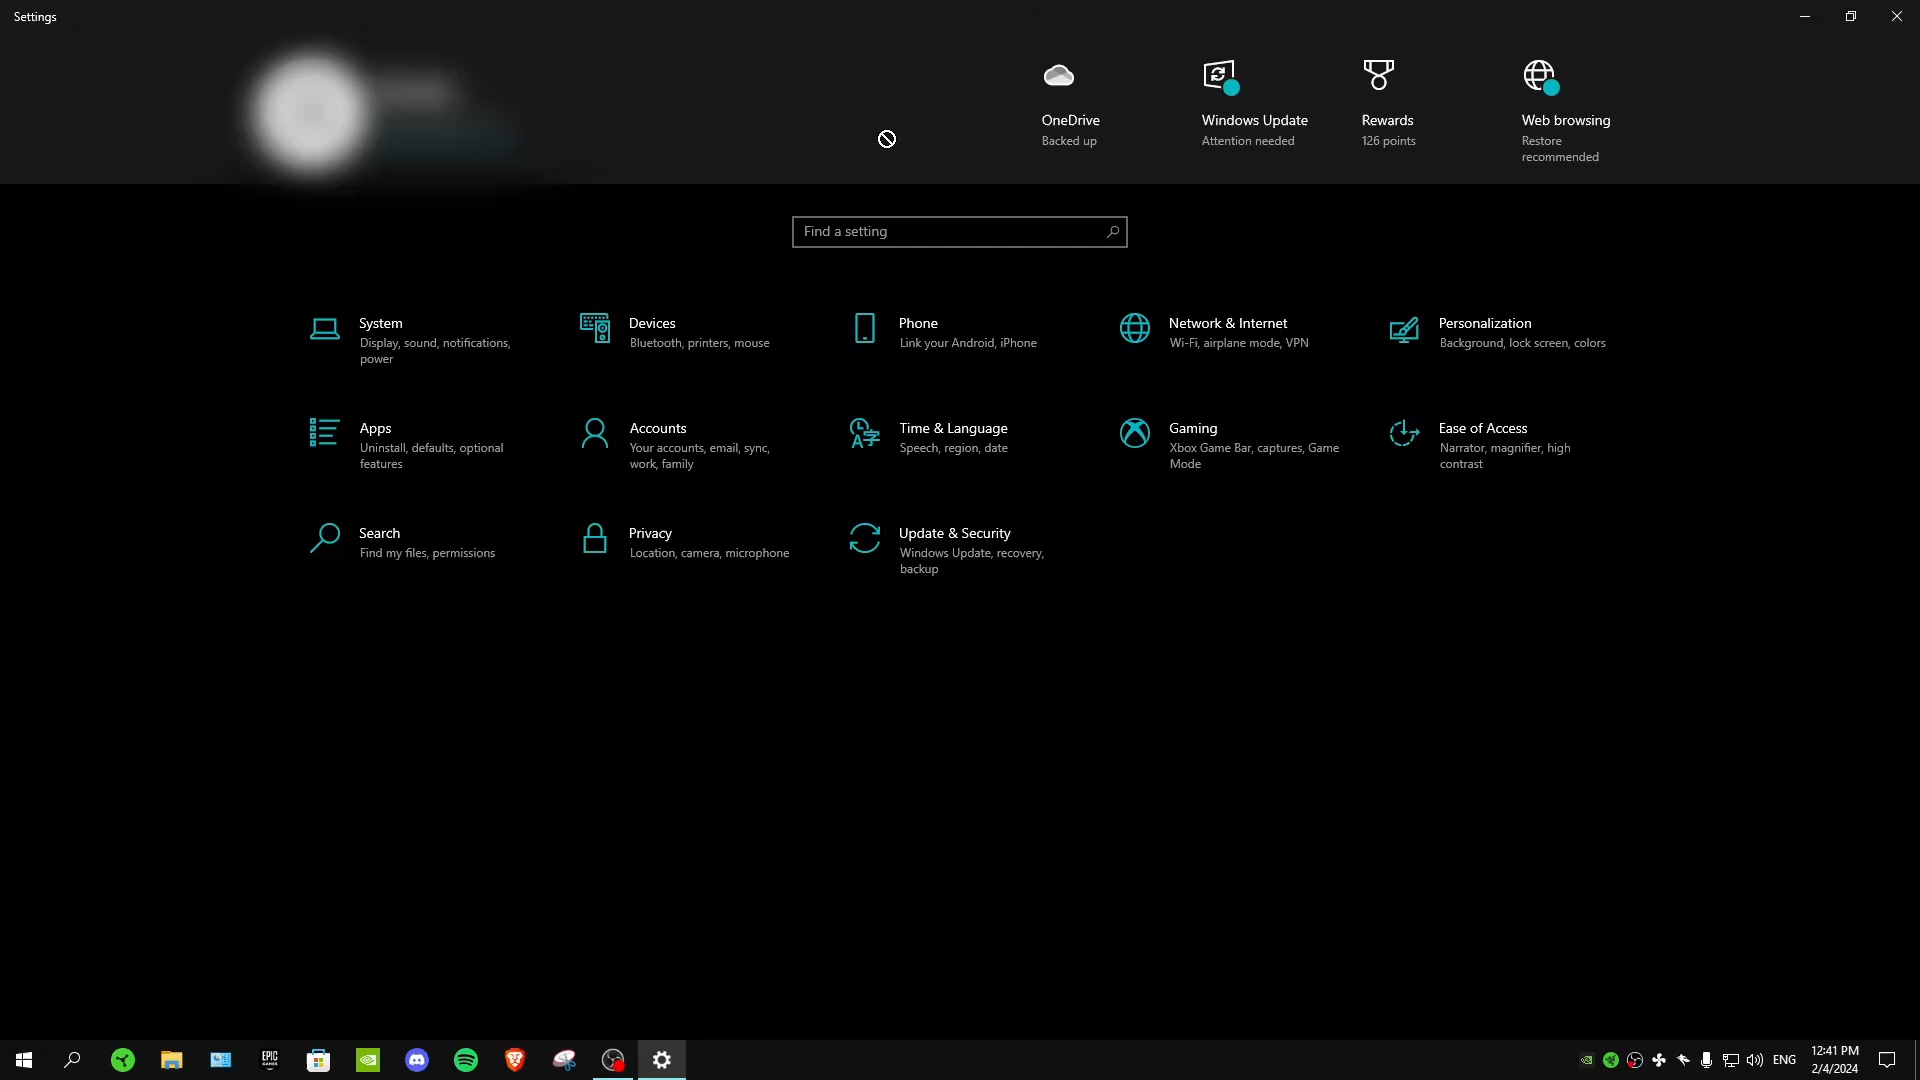 Settings
OneDrive
Backed up
Windows Update
Attention needed
Rewards
126 points
Web browsing
Restore
recommended
Find a setting
System
Display, sound, notifications,
power
Devices
Bluetooth, printers, mouse
Phone
Link your Android, iPhone
Network & Internet
Wi-Fi, airplane mode, VPN
Personalization
Background, lock screen, colors
Apps
Uninstall, defaults, optional
features
Accounts
Your accounts, email, sync,
work, family
Time & Language
Speech, region, date
Gaming
Xbox Game Bar, captures, Game
Mode
Ease of Access
Narrator, magnifier, high
contrast
Search
Find my files, permissions
Privacy
Location, camera, microphone
Update & Security
Windows Update, recovery,
backup
EPIC
GAMES
ENG
12:41 PM
2/4/2024